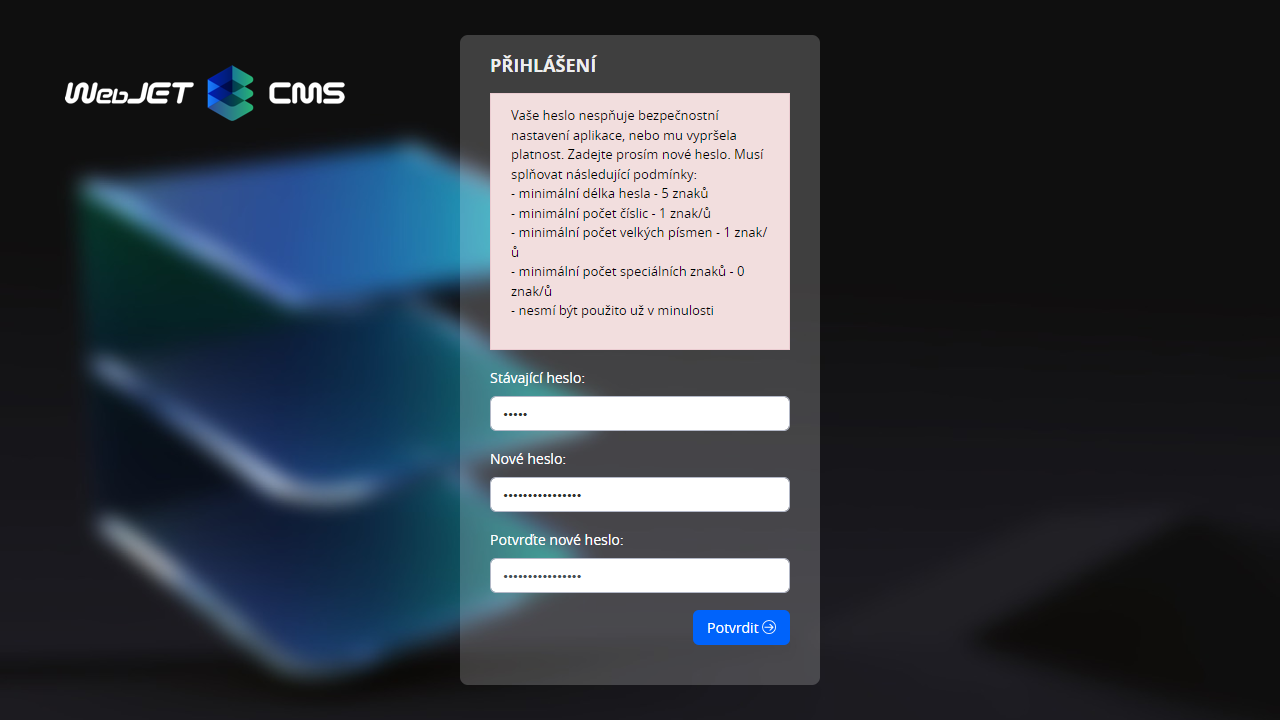 WebJET CMS
PŘIHLÁŠENÍ
Vaše heslo nespňuje bezpečnostní
nastavení aplikace, nebo mu vypršela
platnost. Zadejte prosím nové heslo. Musí
splňovat následující podmínky:
- minimální délka hesla - 5 znaků
- minimální počet číslic - 1 znak/ů
- minimální počet velkých písmen - 1 znak/
ů
- minimální počet speciálních znaků - 0
znak/ů
- nesmí být použito už v minulosti
Stávající heslo:
•••••
Nové heslo:
••••••••••••••••
Potvrďte nové heslo:
••••••••••••••••
Potvrdit